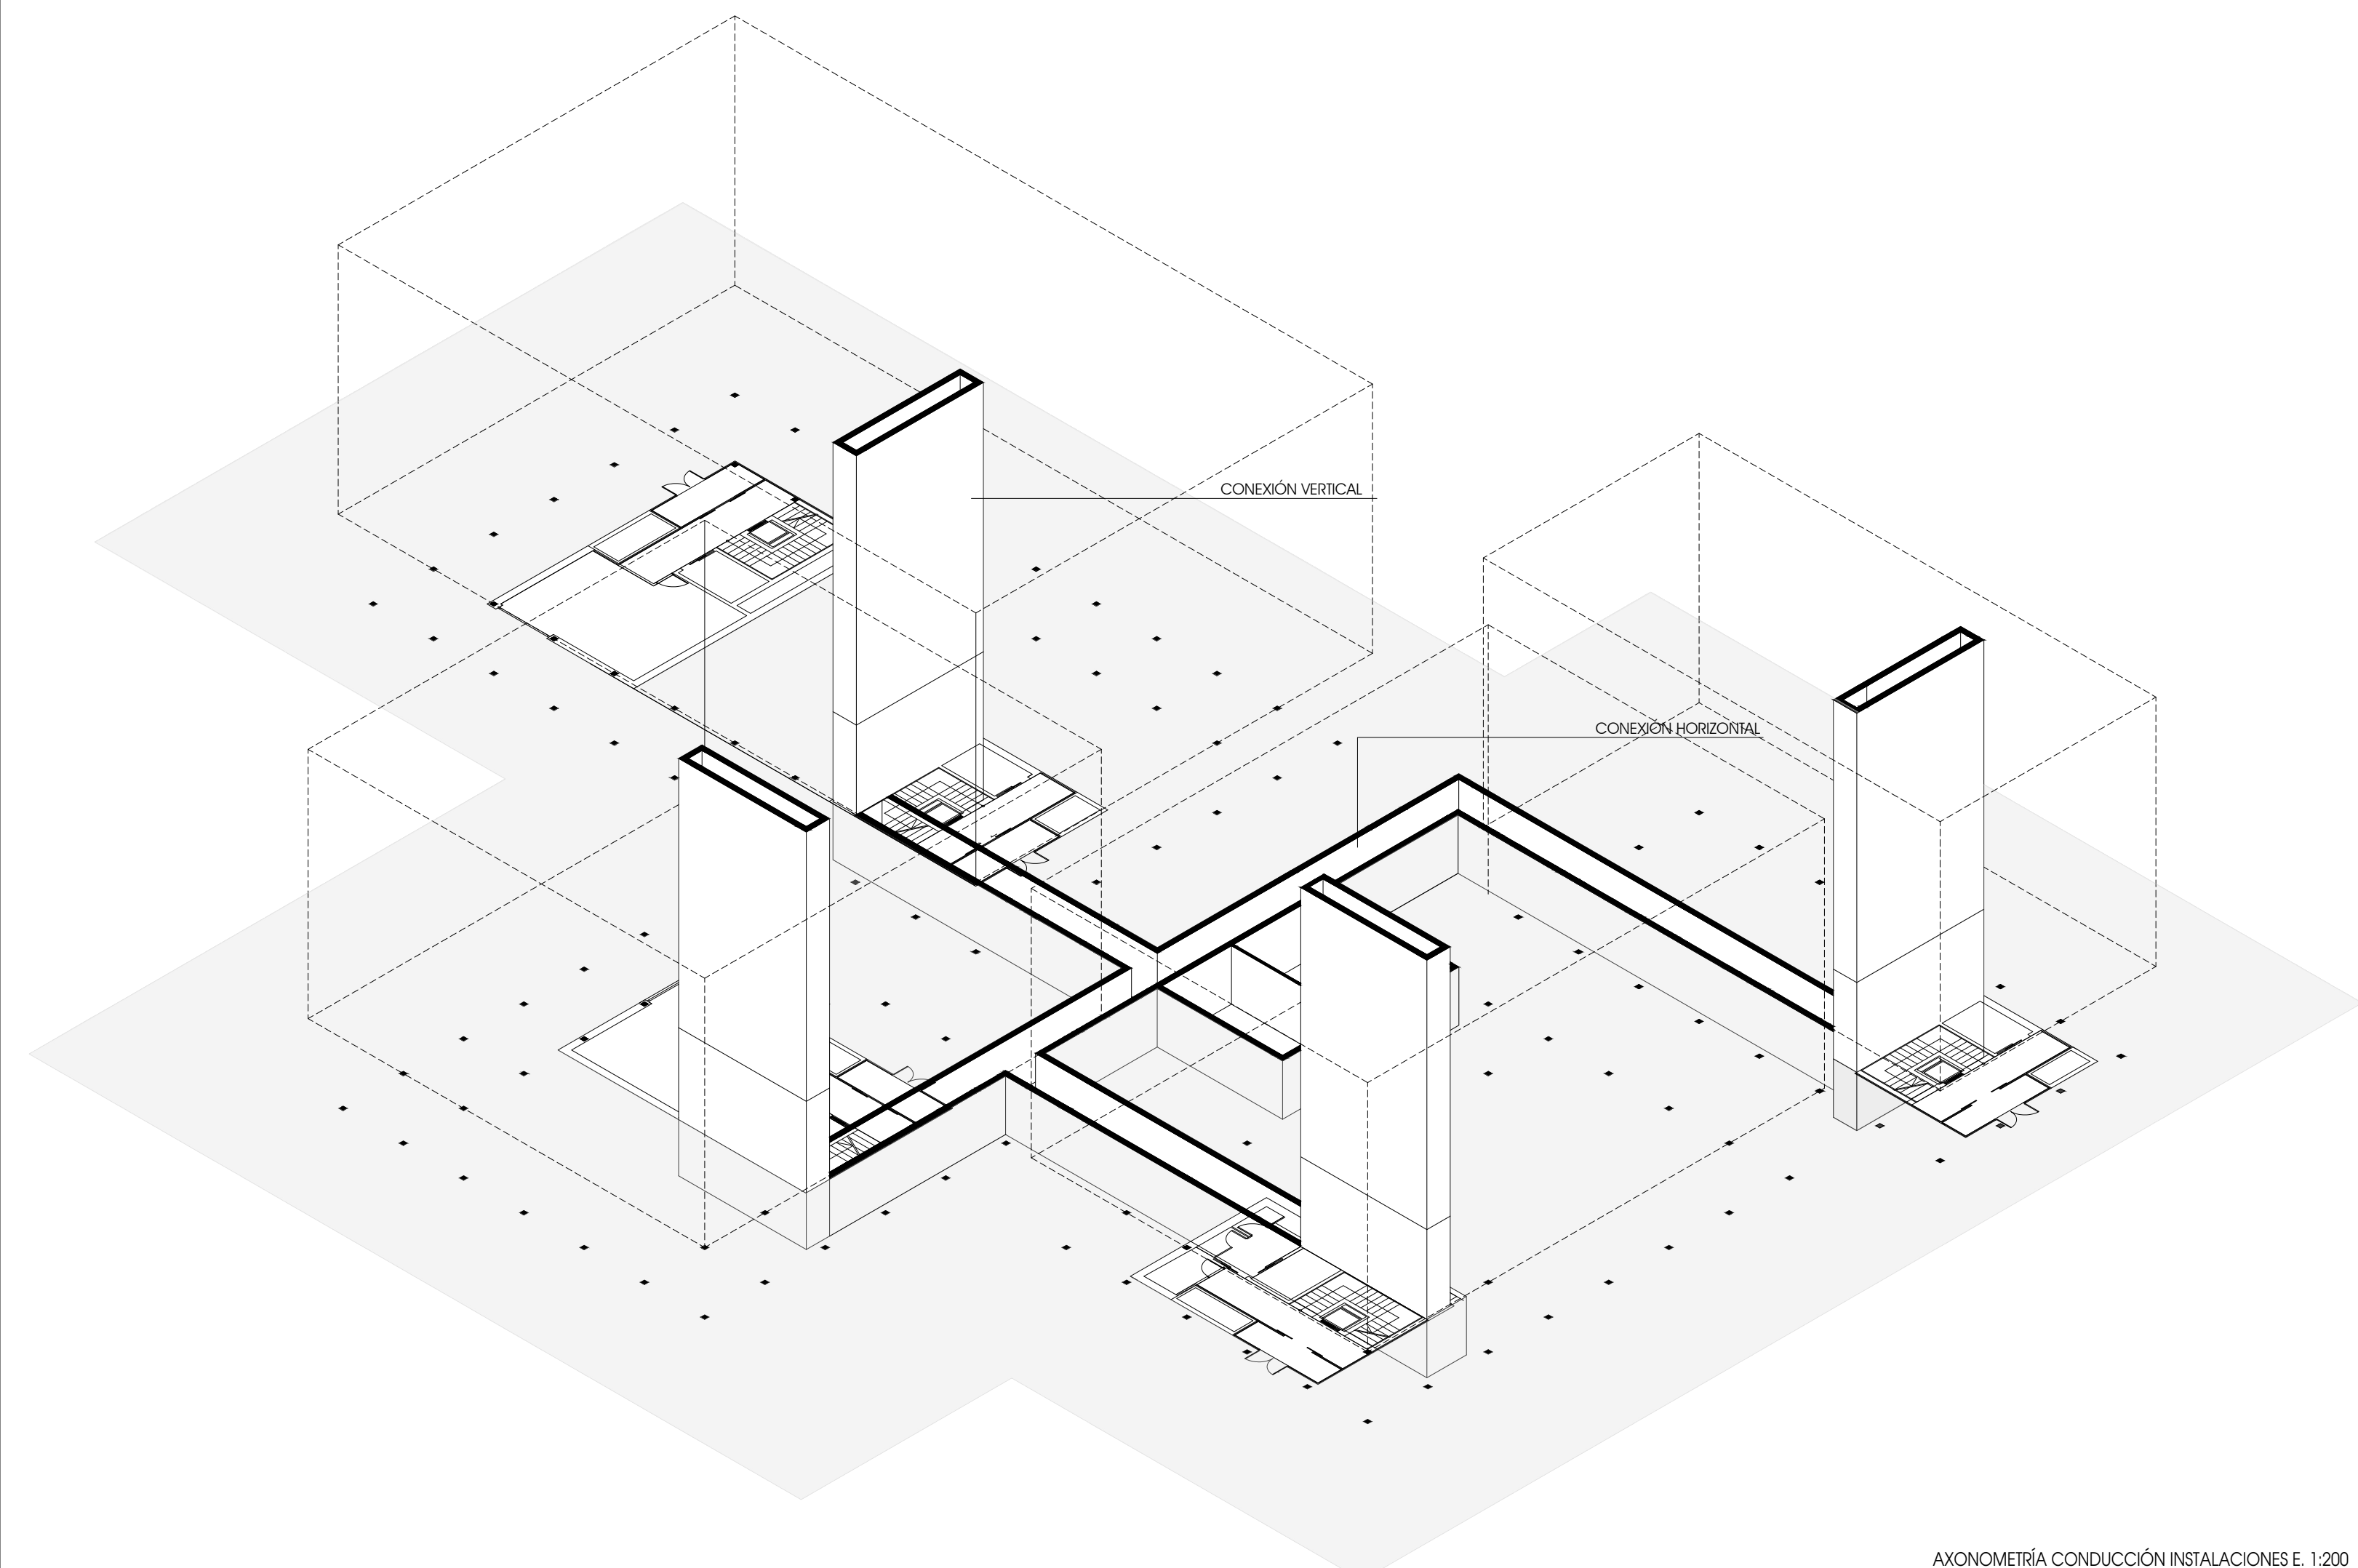 CONEXIÓN VERTICAL
CONEXIÓN HORIZONTAL
AXONOMETRÍA CONDUCCIÓN INSTALACIONES E. 1:200